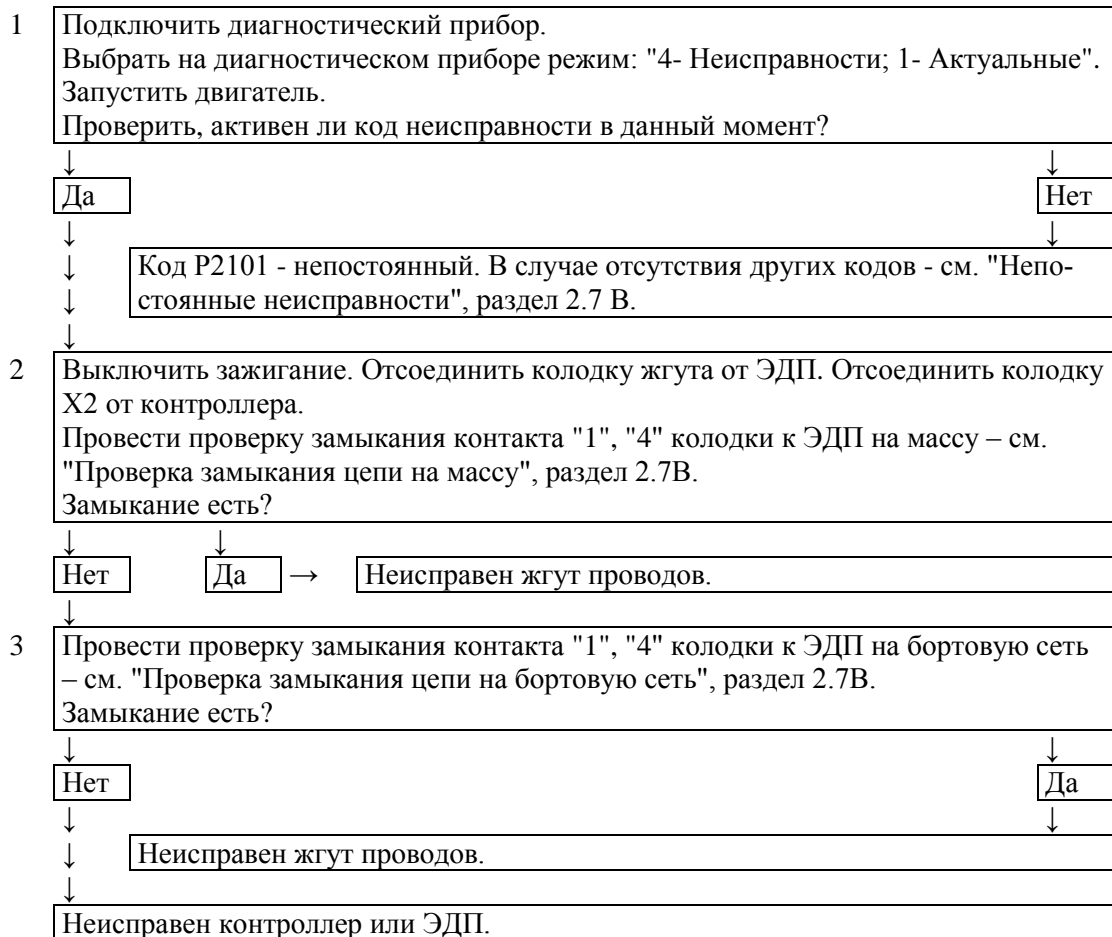 1 Подключить диагностический прибор.
Выбрать на диагностическом приборе режим: "4- Неисправности; 1- Актуальные".
Запустить двигатель.
Проверить, активен ли код неисправности в данный момент?
↓ ↓
Да Нет
↓ ↓
↓ Код P2101 - непостоянный. В случае отсутствия других кодов - см. "Непо-
↓ стоянные неисправности", раздел 2.7 В.
↓
2 Выключить зажигание. Отсоединить колодку жгута от ЭДП. Отсоединить колодку
Х2 от контроллера.
Провести проверку замыкания контакта "1", "4" колодки к ЭДП на массу – см.
"Проверка замыкания цепи на массу", раздел 2.7В.
Замыкание есть?
↓ ↓
Нет Да → Неисправен жгут проводов.
↓
3 Провести проверку замыкания контакта "1", "4" колодки к ЭДП на бортовую сеть
– см. "Проверка замыкания цепи на бортовую сеть", раздел 2.7В.
Замыкание есть?
↓ ↓
Нет Да
↓ ↓
↓ Неисправен жгут проводов.
↓
Неисправен контроллер или ЭДП.